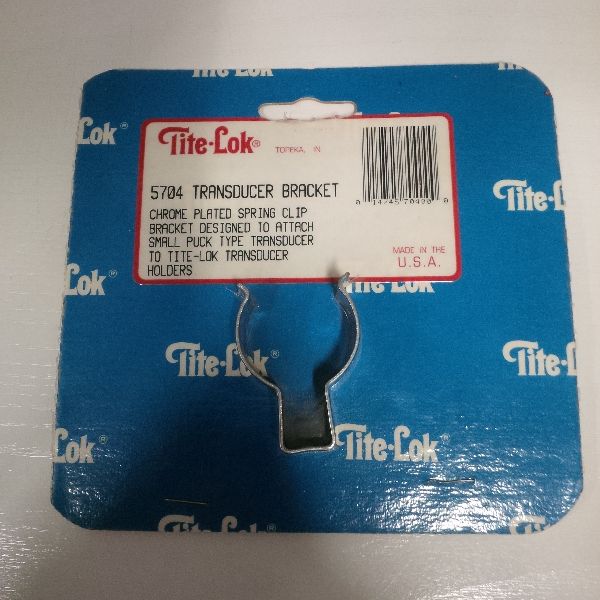 Tite-Lok
Lok®
Tite-Lok® TOPEKA, IN
5704 TRANSDUCER BRACKET
CHROME PLATED SPRING CLIP
BRACKET DESIGNED TO ATTACH
SMALL PUCK TYPE TRANSDUCER
TO TITE-LOK TRANSDUCER
HOLDERS
MADE IN THE
U.S.A.
Tite-L
Lok®
Tite-Lok
Tite-Lok
Lok®
Tite-Lok®
Tite-Lok®